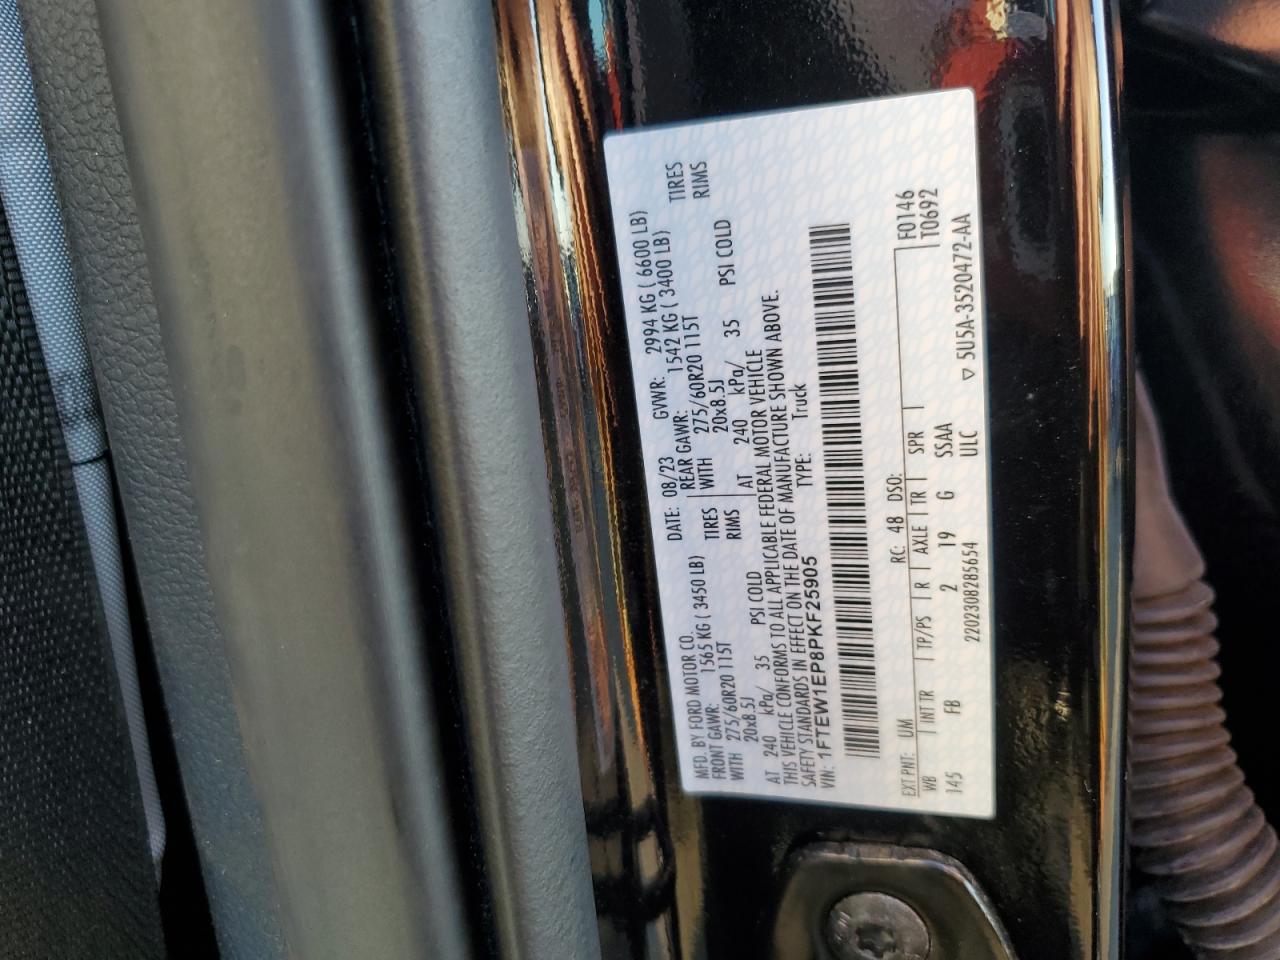 MFD. BY FORD MOTOR CO. DATE: 08/23 GVWR: 2994 KG ( 6600 LB)
FRONT GAWR: 1565 KG ( 3450 LB) REAR GAWR: 1542 KG ( 3400 LB)
WITH 275/60R20 115T TIRES WITH 275/60R20 115T TIRES
20x8.5J RIMS 20x8.5J RIMS
AT 240 kPa/ 35 PSI COLD AT 240 kPa/ 35 PSI COLD
THIS VEHICLE CONFORMS TO ALL APPLICABLE FEDERAL MOTOR VEHICLE
SAFETY STANDARDS IN EFFECT ON THE DATE OF MANUFACTURE SHOWN ABOVE.
VIN: 1FTEW1EP8PKF25905 TYPE: Truck
EXT PNT: UM RC: 48 DSO: F0146
WB INT TR TP/PS R AXLE TR SPR T0692
145 FB 2 19 G SSAA
220230828565​4 ULC ▽ 5U5A-3520472-AA